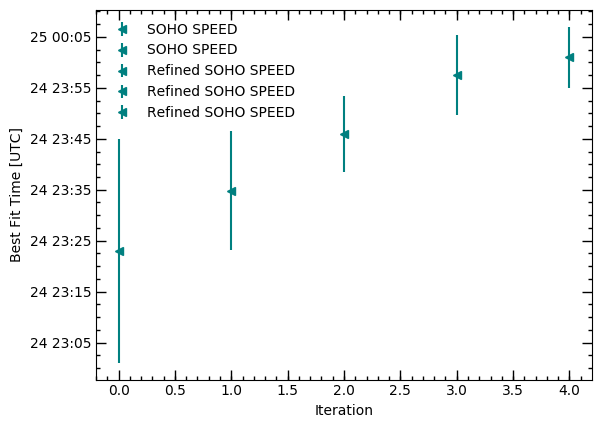 SOHO SPEED
SOHO SPEED
Refined SOHO SPEED
Refined SOHO SPEED
Refined SOHO SPEED
Best Fit Time [UTC]
25 00:05
24 23:55
24 23:45
24 23:35
24 23:25
24 23:15
24 23:05
0.0 0.5 1.0 1.5 2.0 2.5 3.0 3.5 4.0
Iteration